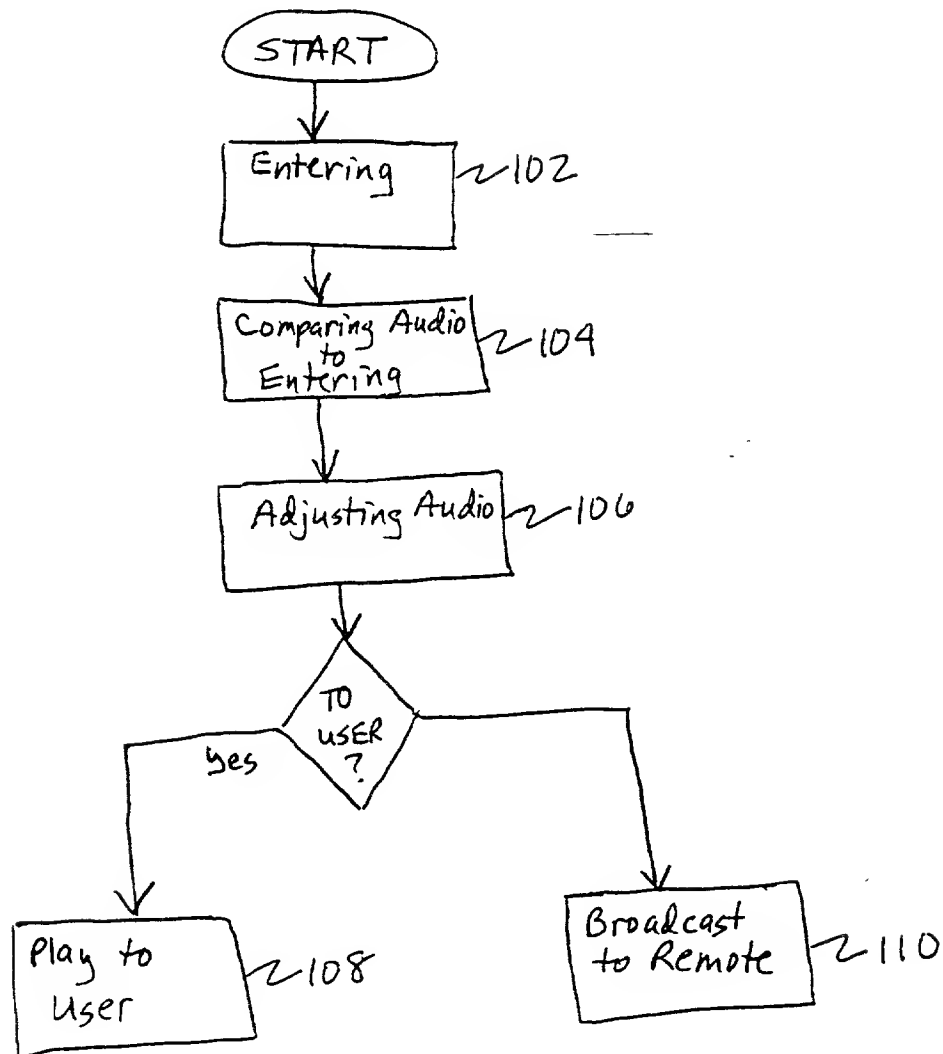 START
Entering
102
Comparing Audio
to
Entering
104
Adjusting Audio
106
TO
USER
?
yes
Play to
User
108
Broadcast
to Remote
110